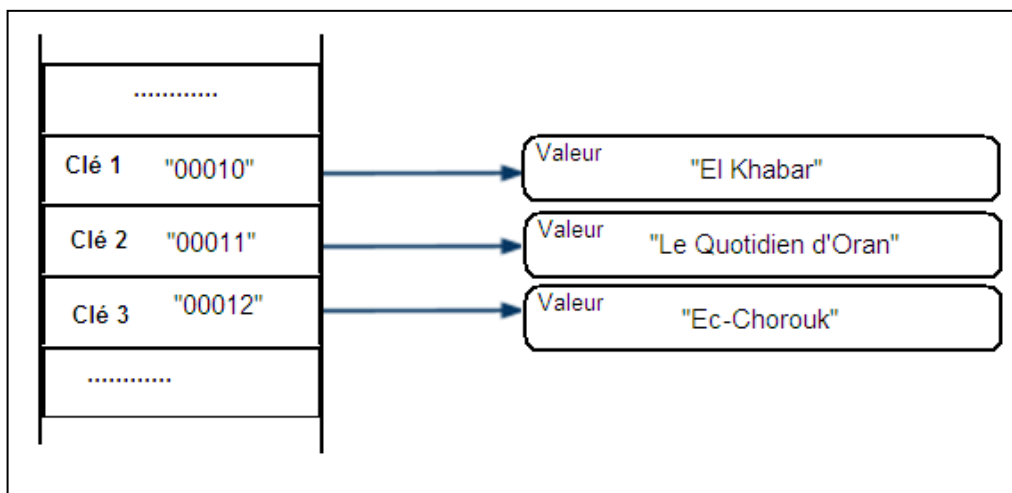 ............
Clé 1 "00010" Valeur "El Khabar"
Clé 2 "00011" Valeur "Le Quotidien d'Oran"
Clé 3 "00012" Valeur "Ec-Chorouk"
............